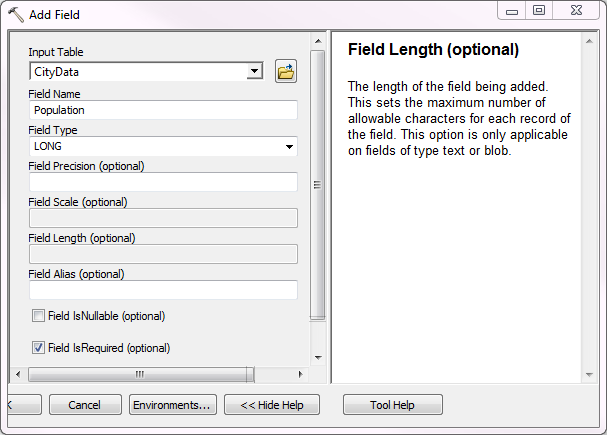 Add Field
Input Table
CityData
Field Name
Population
Field Type
LONG
Field Precision (optional)
Field Scale (optional)
Field Length (optional)
Field Alias (optional)
Field IsNullable (optional)
Field IsRequired (optional)
Field Length (optional)
The length of the field being added.
This sets the maximum number of
allowable characters for each record of
the field. This option is only applicable
on fields of type text or blob.
Cancel
Environments...
<< Hide Help
Tool Help